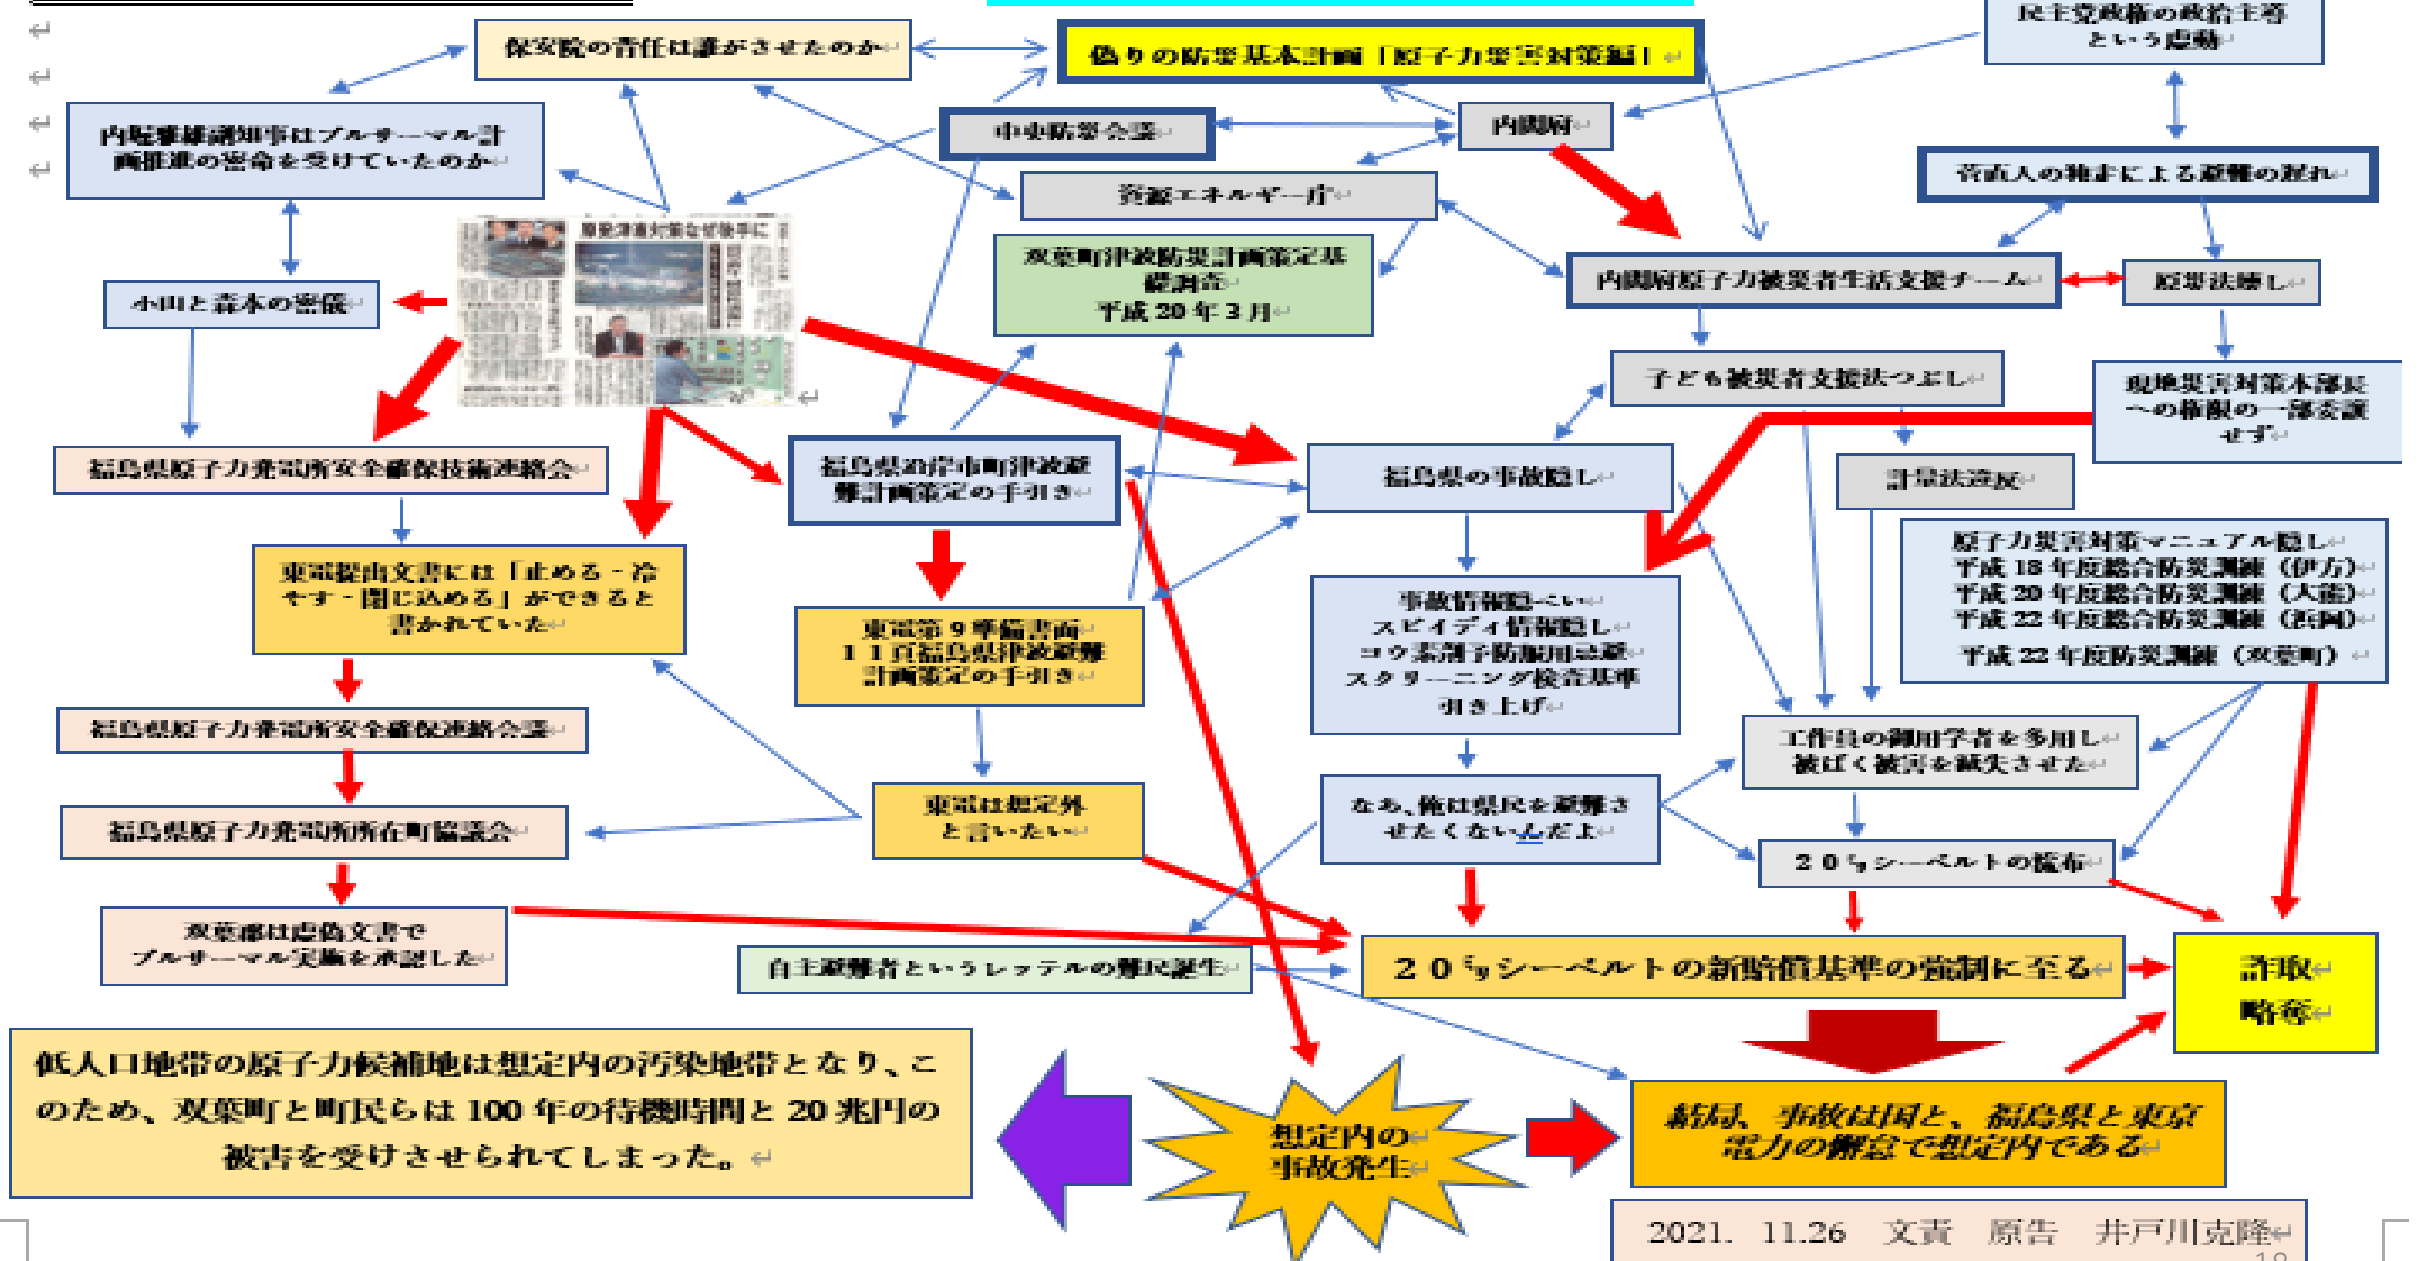 民主党政権の政治主導
という虚動
保安院の責任は誰がさせたのか
偽りの防災基本計画「原子力災害対策編」
内堀雅雄副知事はプルサーマル計
画推進の密命を受けていたのか
中央防災会議
内閣府
菅直人の独走による避難の遅れ
資源エネルギー庁
原発津波対策なぜ後手に
双葉町津波防災計画策定基
礎調査
平成20年3月
内閣府原子力被災者生活支援チーム
原災法壊し
小山と森本の密儀
子ども被災者支援法つぶし
現地災害対策本部長
への権限の一部委譲
せず
福島県原子力発電所安全確保技術連絡会
福島県沿岸市町津波避
難計画策定の手引き
福島県の事故隠し
計量法違反
東電提出文書には「止める・冷
やす・閉じ込める」ができると
書かれていた
東電第9準備書面
11頁福島県津波避難
計画策定の手引き
事故情報隠ぺい
スピイディ情報隠し
ヨウ素剤予防服用忌避
スクリーニング検査基準
引き上げ
原子力災害対策マニュアル隠し
平成18年度総合防災訓練（伊方）
平成20年度総合防災訓練（大熊）
平成22年度総合防災訓練（浜岡）
平成22年度防災訓練（双葉町）
福島県原子力発電所安全確保連絡会議
工作員の御用学者を多用し
被ばく被害を滅失させた
東電は想定外
と言いたい
なあ、俺は県民を避難さ
せたくないんだよ
福島県原子力発電所所在町協議会
20㍉シーベルトの流布
双葉郡は虚偽文書で
プルサーマル実施を承認した
自主避難者というレッテルの難民誕生
20㍉シーベルトの新賠償基準の強制に至る
詐取
略奪
低人口地帯の原子力候補地は想定内の汚染地帯となり、こ
のため、双葉町と町民らは100年の待機時間と20兆円の
被害を受けさせられてしまった。
想定内の
事故発生
結局、事故は国と、福島県と東京
電力の懈怠で想定内である
2021. 11.26 文責 原告 井戸川克隆